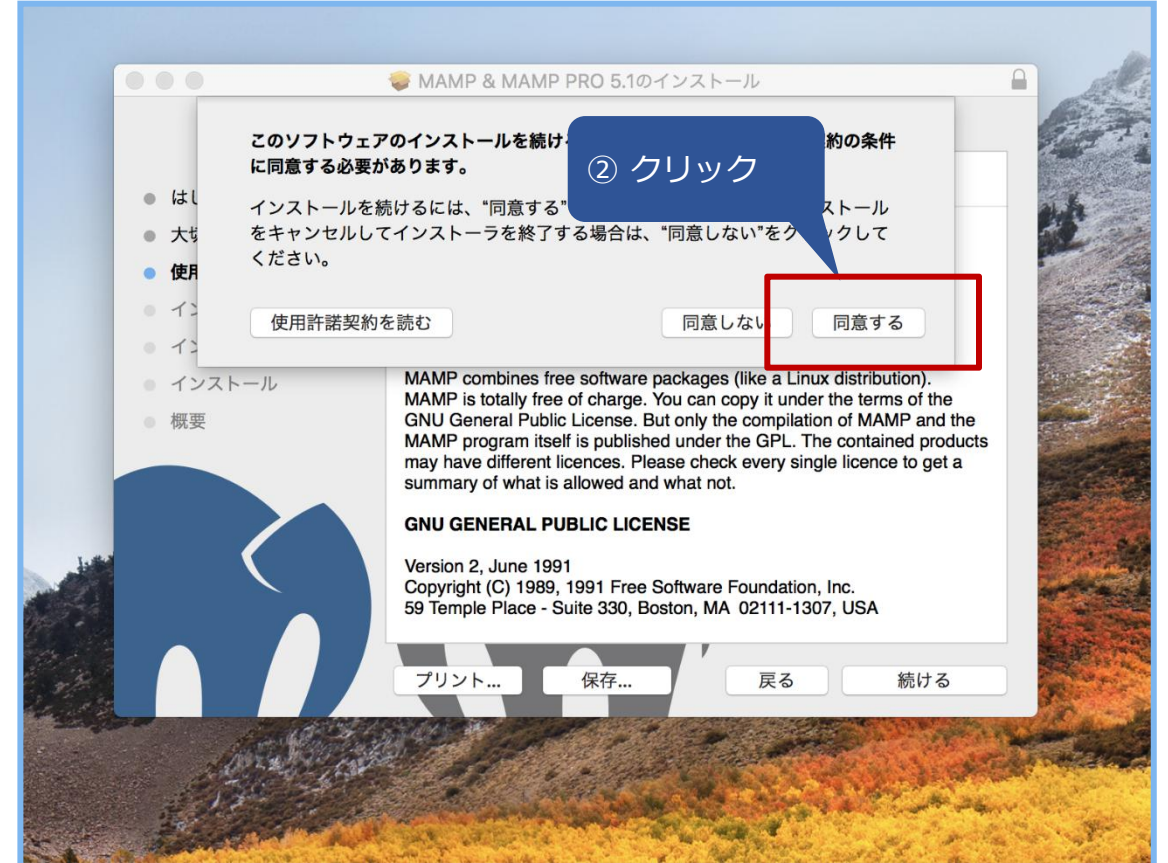 MAMP & MAMP PRO 5.1のインストール
このソフトウェアのインストールを続け
約の条件
に同意する必要があります。
② クリック
インストールを続けるには、“同意する”
ストール
をキャンセルしてインストーラを終了する場合は、“同意しない”をク ックして
ください。
使用許諾契約を読む
同意しない
同意する
は
大
使用
イン
イン
インストール
概要
MAMP combines free software packages (like a Linux distribution).
MAMP is totally free of charge. You can copy it under the terms of the
GNU General Public License. But only the compilation of MAMP and the
MAMP program itself is published under the GPL. The contained products
may have different licences. Please check every single licence to get a
summary of what is allowed and what not.
GNU GENERAL PUBLIC LICENSE
Version 2, June 1991
Copyright (C) 1989, 1991 Free Software Foundation, Inc.
59 Temple Place - Suite 330, Boston, MA 02111-1307, USA
プリント...
保存...
戻る
続ける